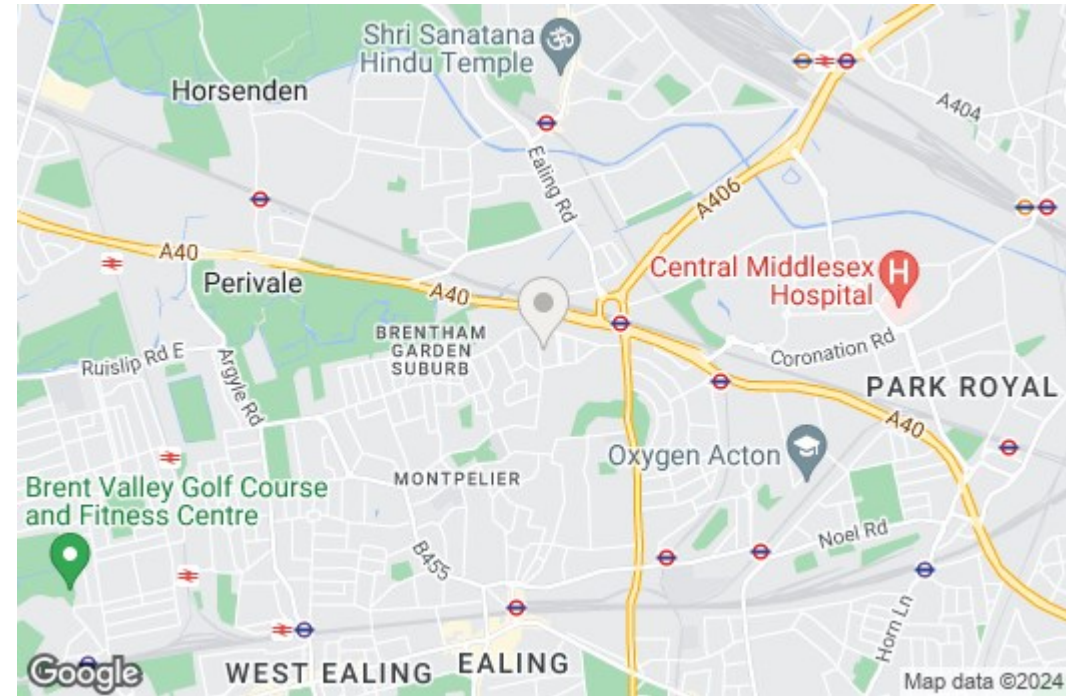 Shri Sanatana
Hindu Temple
Horsenden
A404
Ealing Rd
A406
A40
Perivale
A40
Central Middlesex
Hospital
H
BRENTHAM
GARDEN
SUBURB
Ruislip Rd E
Argyle Rd
Coronation Rd
PARK ROYAL
A40
Oxygen Acton
MONTPELIER
Brent Valley Golf Course
and Fitness Centre
Noel Rd
B455
Horn Ln
WEST EALING
EALING
Google
Map data ©2024